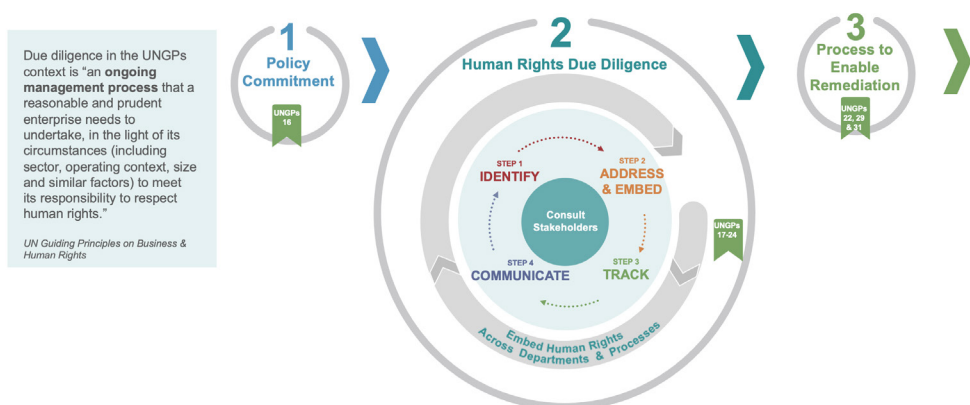 Due diligence in the UNGPs
context is “an ongoing
management process that a
reasonable and prudent
enterprise needs to
undertake, in the light of its
circumstances (including
sector, operating context, size
and similar factors) to meet
its responsibility to respect
human rights.”
UN Guiding Principles on Business &
Human Rights
1
Policy
Commitment
UNGPs
16
2
Human Rights Due Diligence
STEP 1
IDENTIFY
STEP 2
ADDRESS
& EMBED
Consult
Stakeholders
STEP 4
COMMUNICATE
STEP 3
TRACK
UNGPs
17-24
Embed Human Rights
Across Departments & Processes
3
Process to
Enable
Remediation
UNGPs
22, 29
& 31